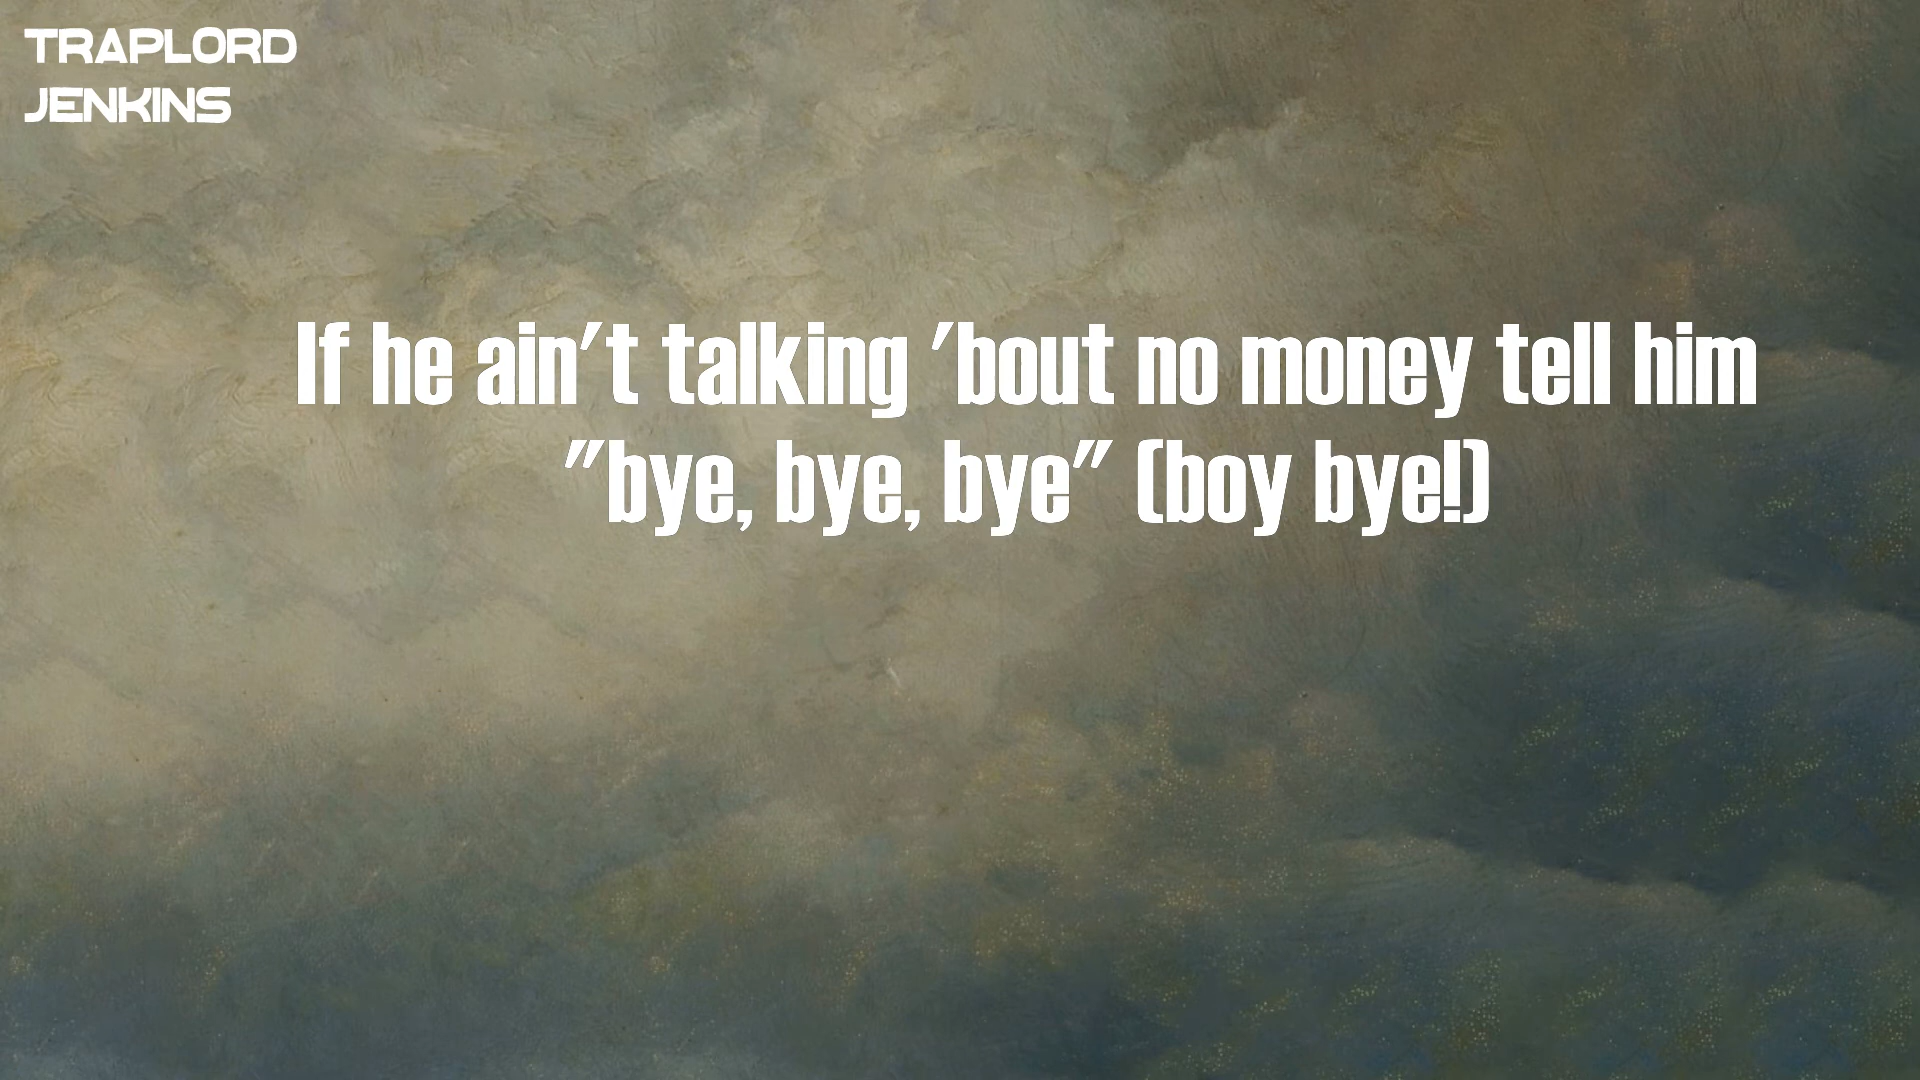 TRAPLORD
JENKINS
If he ain't talking 'bout no money tell him
"bye, bye, bye" (boy bye!)